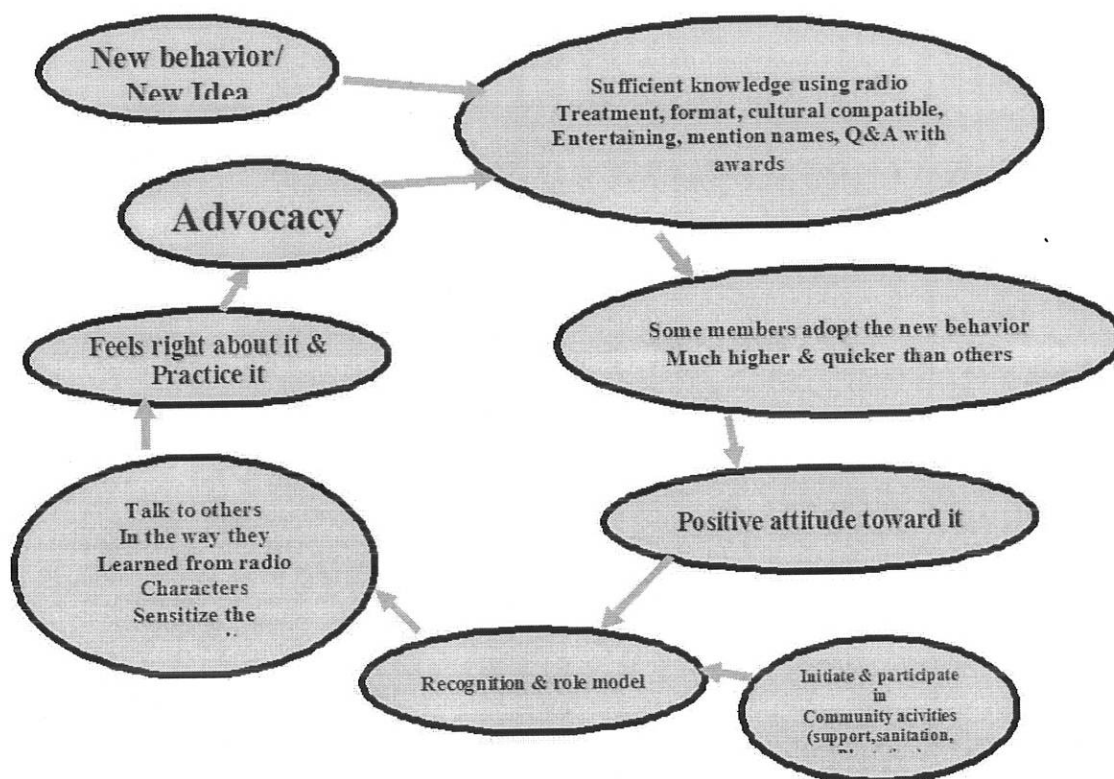 New behavior/
New Idea
Sufficient knowledge using radio
Treatment, format, cultural compatible,
Entertaining, mention names, Q&A with
awards
Advocacy
Some members adopt the new behavior
Much higher & quicker than others
Feels right about it &
Practice it
Positive attitude toward it
Talk to others
In the way they
Learned from radio
Characters
Sensitize the
Recognition & role model
Initiate & participate
in
Community acivities
(support,sanitation,